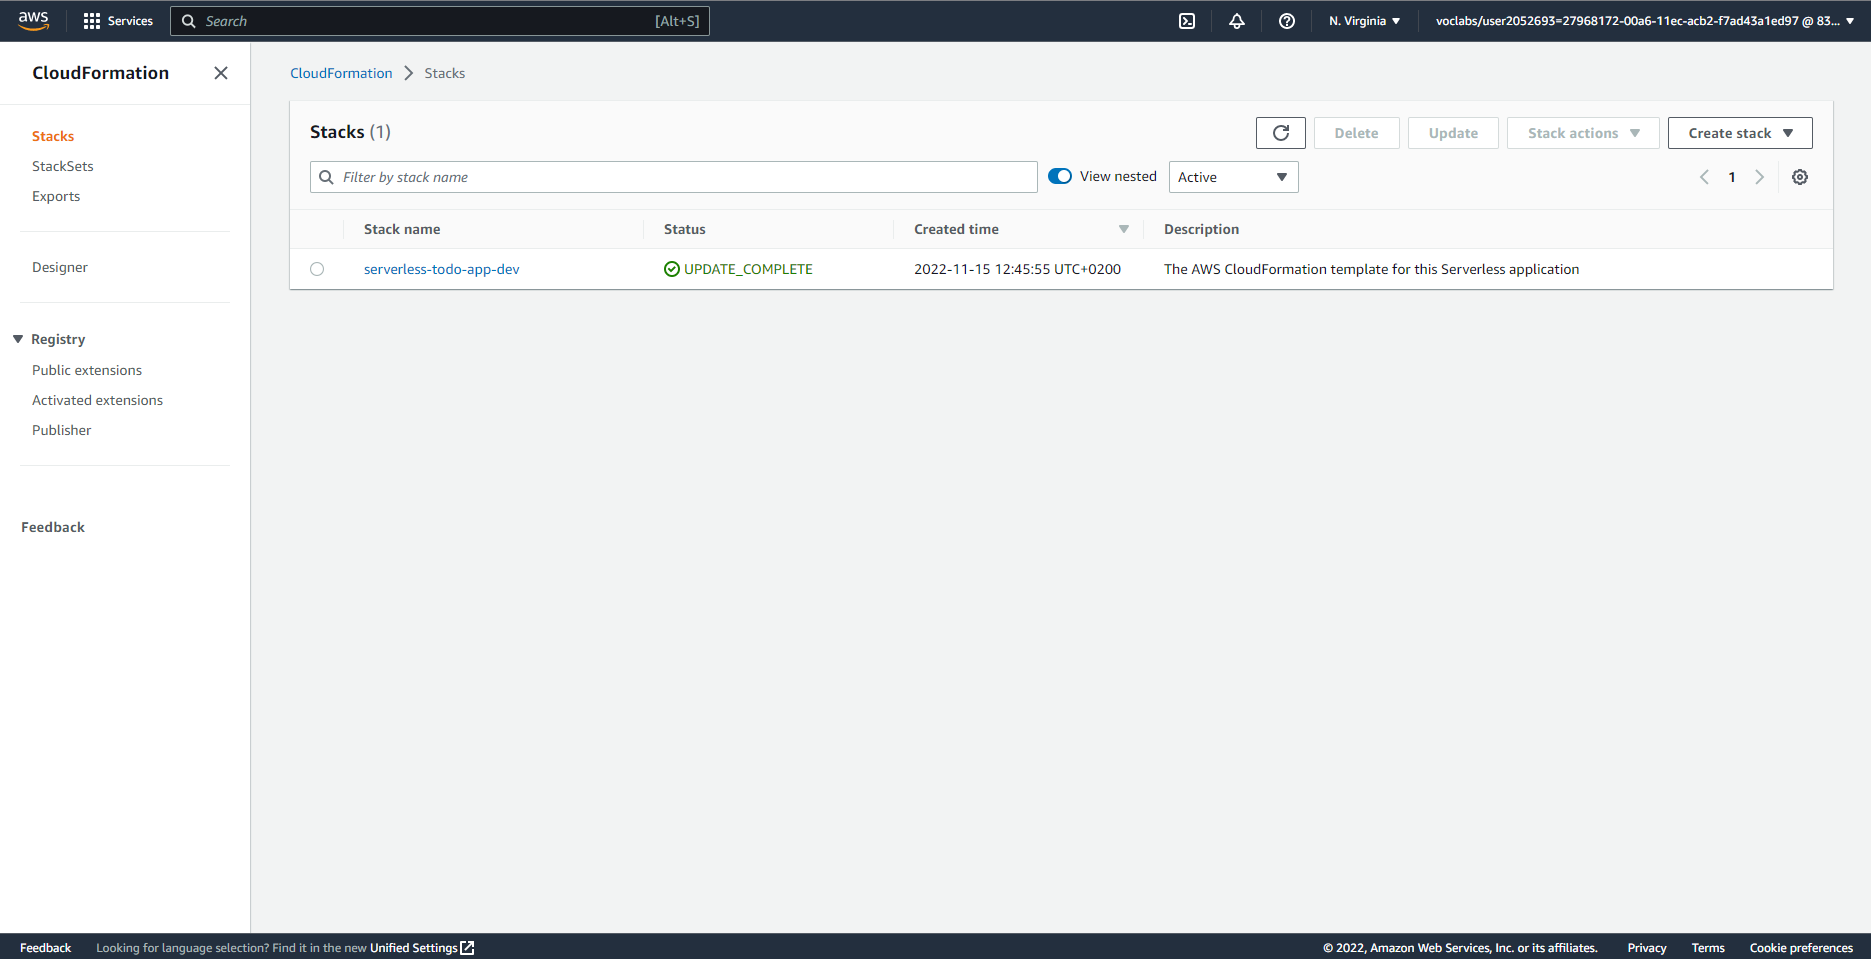 aws Services Search [Alt+S] N. Virginia voclabs/user2052693=27968172-00a6-11ec-acb2-f7ad43a1ed97 @ 83...
CloudFormation
Stacks
StackSets
Exports
Designer
Registry
Public extensions
Activated extensions
Publisher
Feedback
CloudFormation Stacks
Stacks (1)
Delete Update Stack actions Create stack
Filter by stack name View nested Active 1
Stack name Status Created time Description
serverless-todo-app-dev UPDATE_COMPLETE 2022-11-15 12:45:55 UTC+0200 The AWS CloudFormation template for this Serverless application
Feedback Looking for language selection? Find it in the new Unified Settings © 2022, Amazon Web Services, Inc. or its affiliates. Privacy Terms Cookie preferences